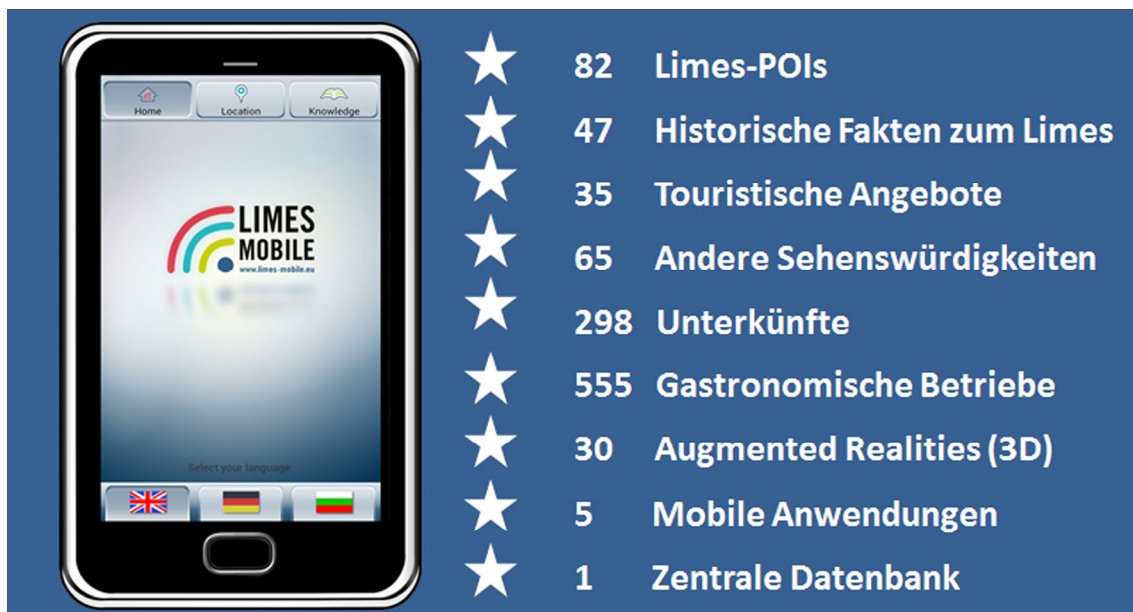 Home Location Knowledge
LIMES
MOBILE
www.limes-mobile.eu
Select your language:
82 Limes-POIs
47 Historische Fakten zum Limes
35 Touristische Angebote
65 Andere Sehenswürdigkeiten
298 Unterkünfte
555 Gastronomische Betriebe
30 Augmented Realities (3D)
5 Mobile Anwendungen
1 Zentrale Datenbank